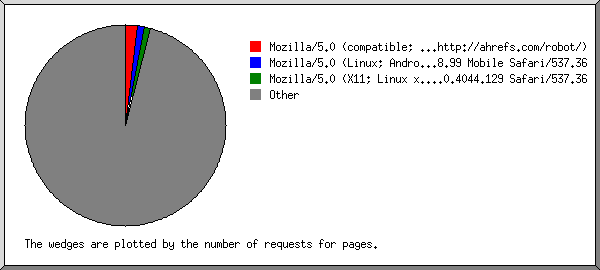 Mozilla/5.0 (compatible; ...http://ahrefs.com/robot/)
Mozilla/5.0 (Linux; Andro...8.99 Mobile Safari/537.36
Mozilla/5.0 (X11; Linux x....0.4044.129 Safari/537.36
Other
The wedges are plotted by the number of requests for pages.